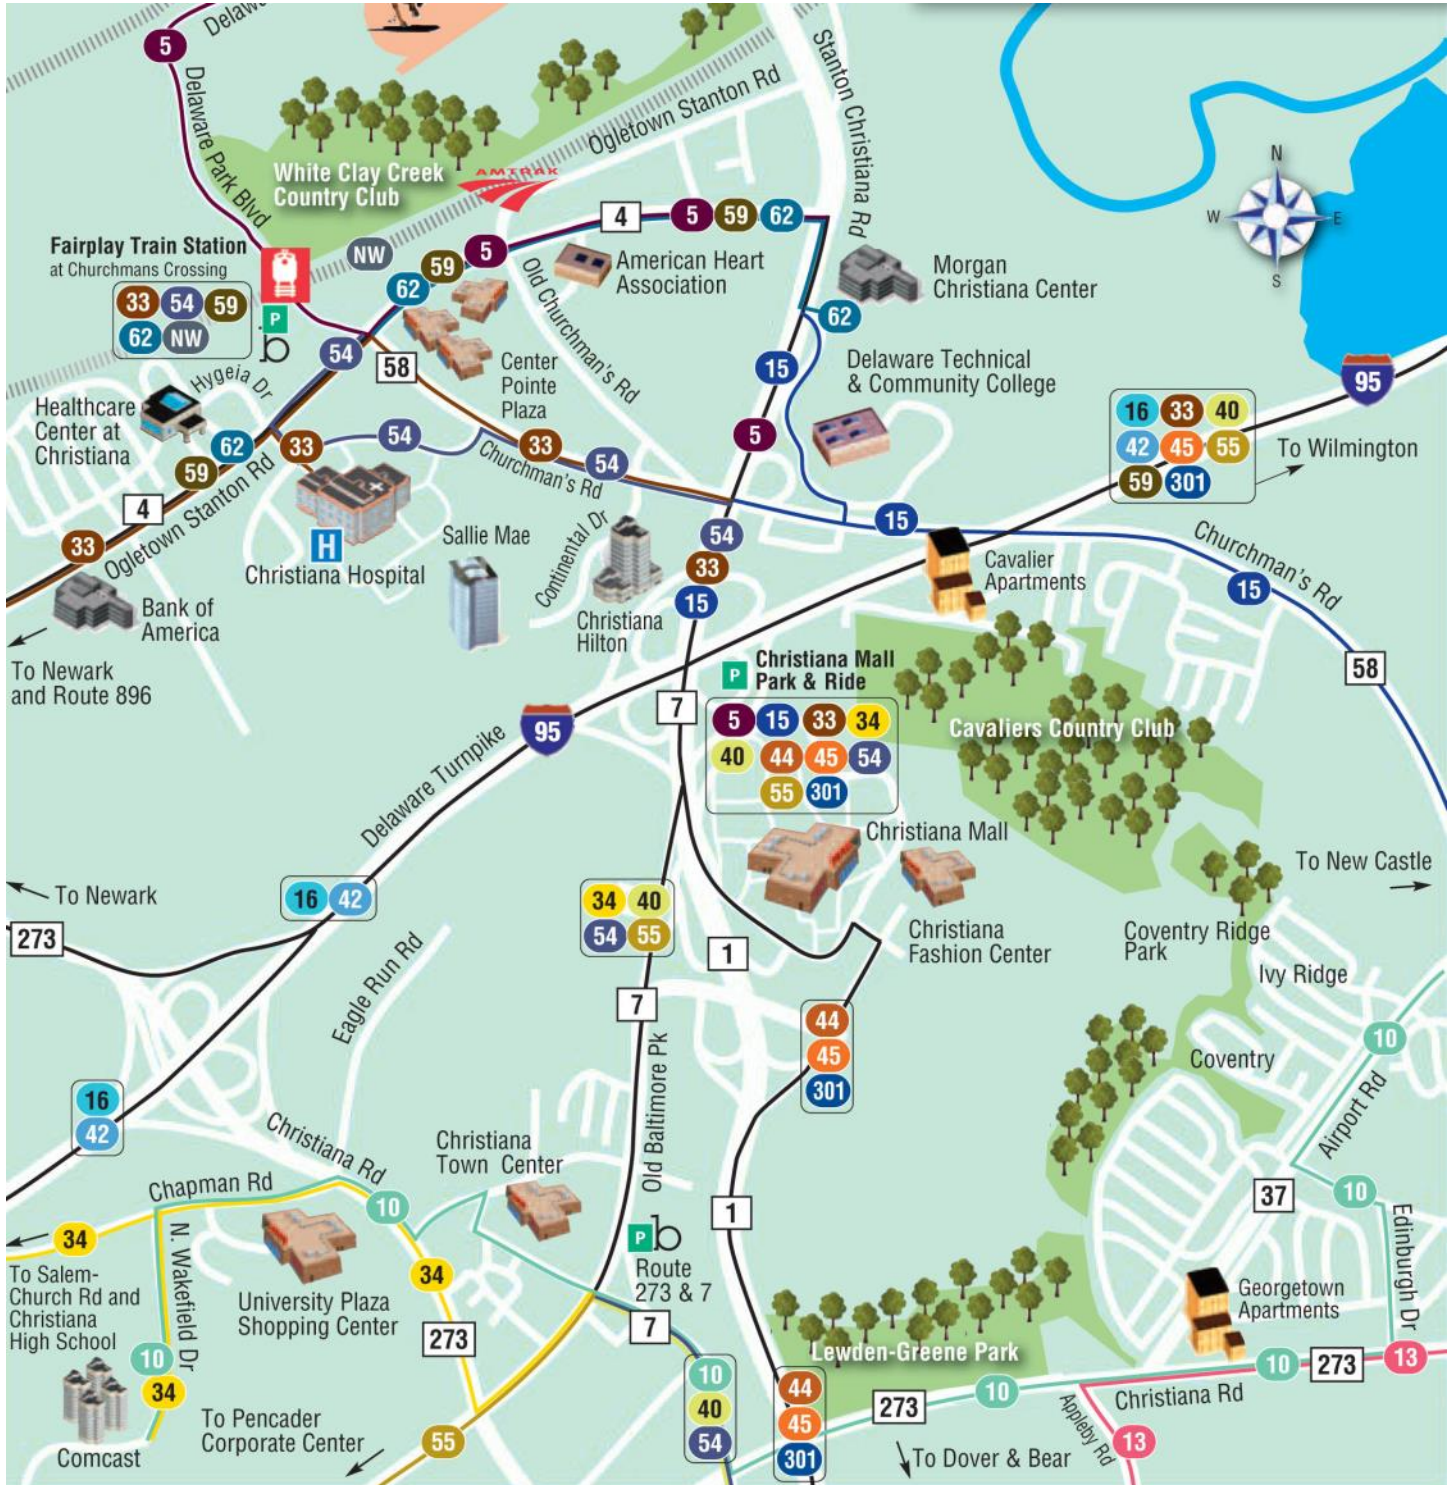 Delawa
5
Delaware Park Blvd
White Clay Creek
Country Club
AMTRAK
Ogletown Stanton Rd
Stanton Christiana Rd
N
W
E
S
Fairplay Train Station
at Churchmans Crossing
33 54 59
62 NW
P
b
NW
62
59
5
4
5 59 62
American Heart
Association
Old Churchman's Rd
Morgan
Christiana Center
62
15
Delaware Technical
& Community College
5
95
16 33 40
42 45 55
59 301
To Wilmington
54
58
Center
Pointe
Plaza
Hygeia Dr
Healthcare
Center at
Christiana
62
59
33
54
33
54
Churchman's Rd
4
Ogletown Stanton Rd
33
H
Christiana Hospital
Sallie Mae
Continental Dr
Christiana
Hilton
54
33
15
15
Cavalier
Apartments
Churchman's Rd
15
58
Bank of
America
To Newark
and Route 896
P
Christiana Mall
Park & Ride
5 15 33 34
40 44 45 54
55 301
7
95
Delaware Turnpike
Cavaliers Country Club
Christiana Mall
Christiana
Fashion Center
To New Castle
Coventry Ridge
Park
Ivy Ridge
Coventry
To Newark
273
16 42
34 40
54 55
1
7
Eagle Run Rd
Old Baltimore Pk
44
45
301
10
Airport Rd
16
42
Christiana Rd
Chapman Rd
10
Christiana
Town Center
1
37
10
Edinburgh Dr
34
N. Wakefield Dr
To Salem-
Church Rd and
Christiana
High School
University Plaza
Shopping Center
34
273
P
b
Route
273 & 7
7
Georgetown
Apartments
Lewden-Greene Park
10
34
Comcast
To Pencader
Corporate Center
55
10
40
54
44
45
301
273
10
10
273
13
Christiana Rd
Appleby Rd
13
To Dover & Bear